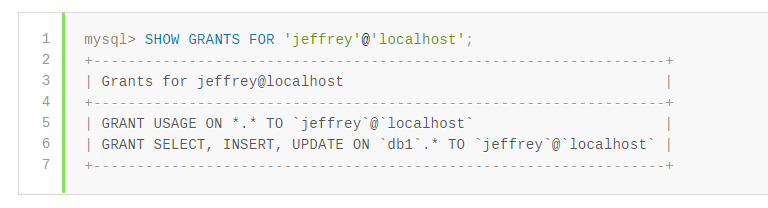 1 mysql> SHOW GRANTS FOR 'jeffrey'@'localhost';
2 +------------------------------------------------------------------+
3 | Grants for jeffrey@localhost                                     |
4 +------------------------------------------------------------------+
5 | GRANT USAGE ON *.* TO `jeffrey`@`localhost`                      |
6 | GRANT SELECT, INSERT, UPDATE ON `db1`.* TO `jeffrey`@`localhost` |
7 +------------------------------------------------------------------+